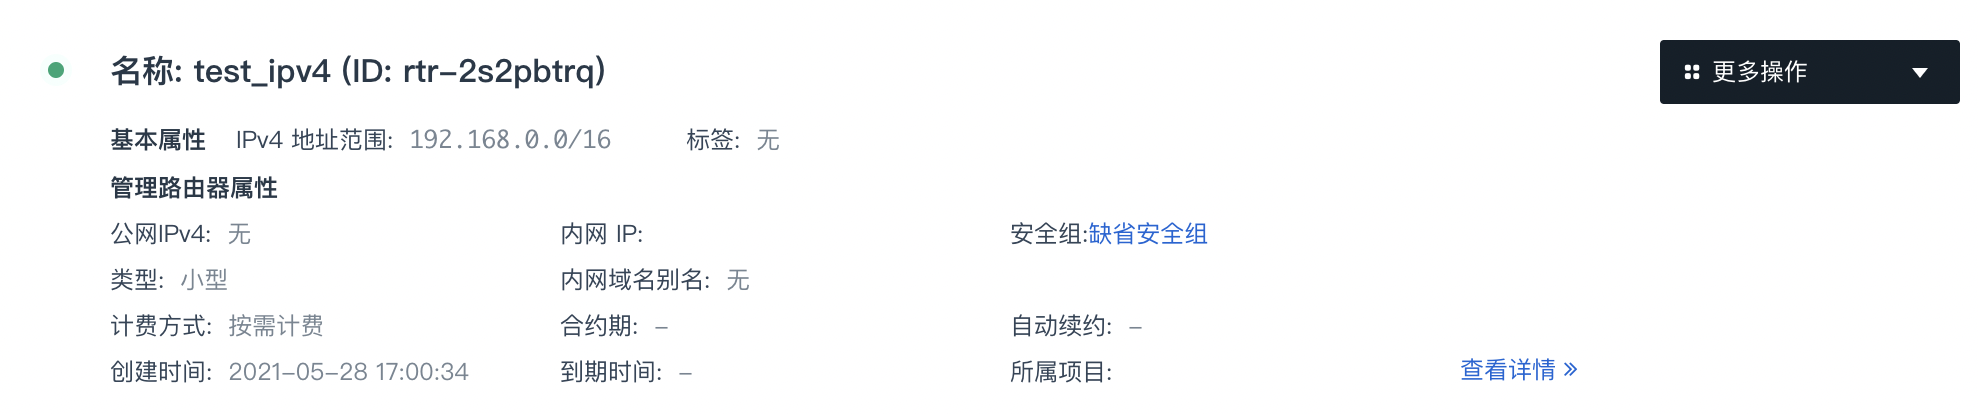 名称: test_ipv4 (ID: rtr-2s2pbtrq)
更多操作
基本属性 IPv4 地址范围: 192.168.0.0/16 标签: 无
管理路由器属性
公网IPv4: 无 内网 IP: 安全组:缺省安全组
类型: 小型 内网域名别名: 无
计费方式: 按需计费 合约期: – 自动续约: –
创建时间: 2021–05–28 17:00:34 到期时间: – 所属项目: 查看详情 »